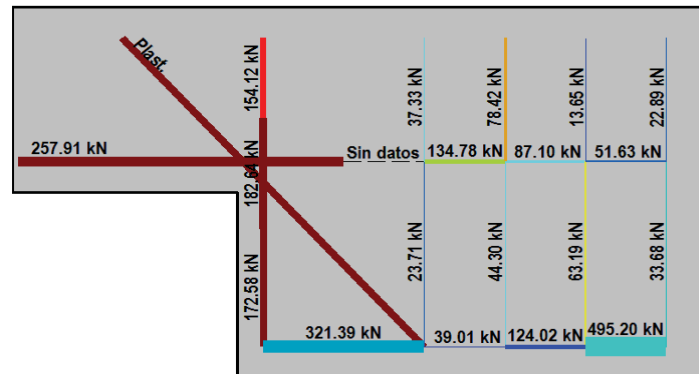 Plast.
154.12 kN
37.33 kN
78.42 kN
13.65 kN
22.89 kN
257.91 kN
Sin datos
134.78 kN
87.10 kN
51.63 kN
182.64 kN
172.58 kN
23.71 kN
44.30 kN
63.19 kN
33.68 kN
321.39 kN
39.01 kN
124.02 kN
495.20 kN